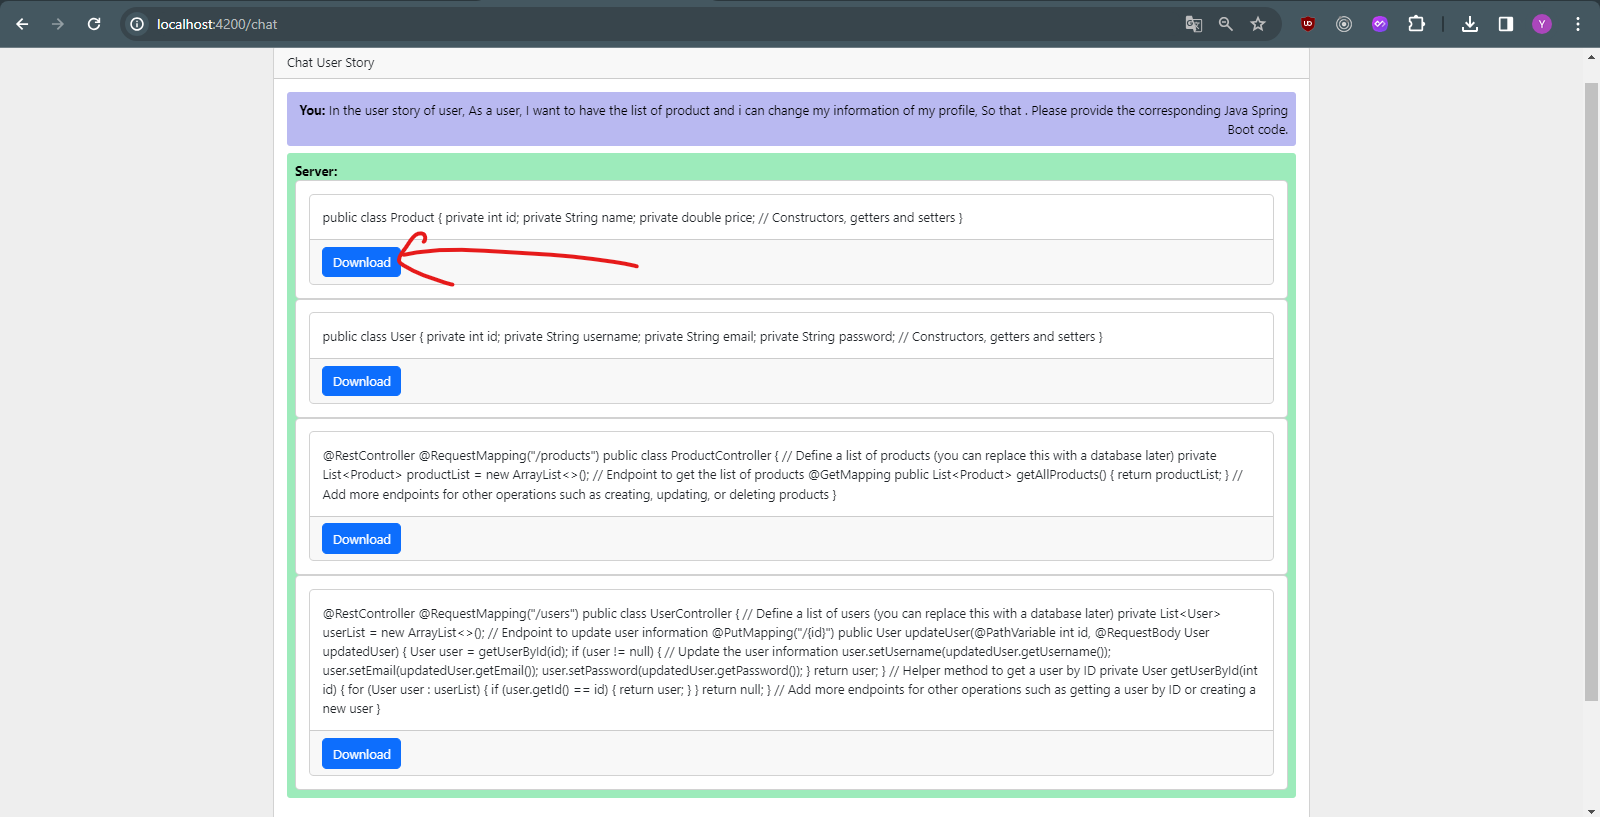 localhost:4200/chat
Y
Chat User Story
You: In the user story of user, As a user, I want to have the list of product and i can change my information of my profile, So that . Please provide the corresponding Java Spring
Boot code.
Server:
public class Product { private int id; private String name; private double price; // Constructors, getters and setters }
Download
public class User { private int id; private String username; private String email; private String password; // Constructors, getters and setters }
Download
@RestController @RequestMapping("/products") public class ProductController { // Define a list of products (you can replace this with a database later) private
List<Product> productList = new ArrayList<>(); // Endpoint to get the list of products @GetMapping public List<Product> getAllProducts() { return productList; } //
Add more endpoints for other operations such as creating, updating, or deleting products }
Download
@RestController @RequestMapping("/users") public class UserController { // Define a list of users (you can replace this with a database later) private List<User>
userList = new ArrayList<>(); // Endpoint to update user information @PutMapping("/{id}") public User updateUser(@PathVariable int id, @RequestBody User
updatedUser) { User user = getUserById(id); if (user != null) { // Update the user information user.setUsername(updatedUser.getUsername());
user.setEmail(updatedUser.getEmail()); user.setPassword(updatedUser.getPassword()); } return user; } // Helper method to get a user by ID private User getUserById(int
id) { for (User user : userList) { if (user.getId() == id) { return user; } } return null; } // Add more endpoints for other operations such as getting a user by ID or creating a
new user }
Download